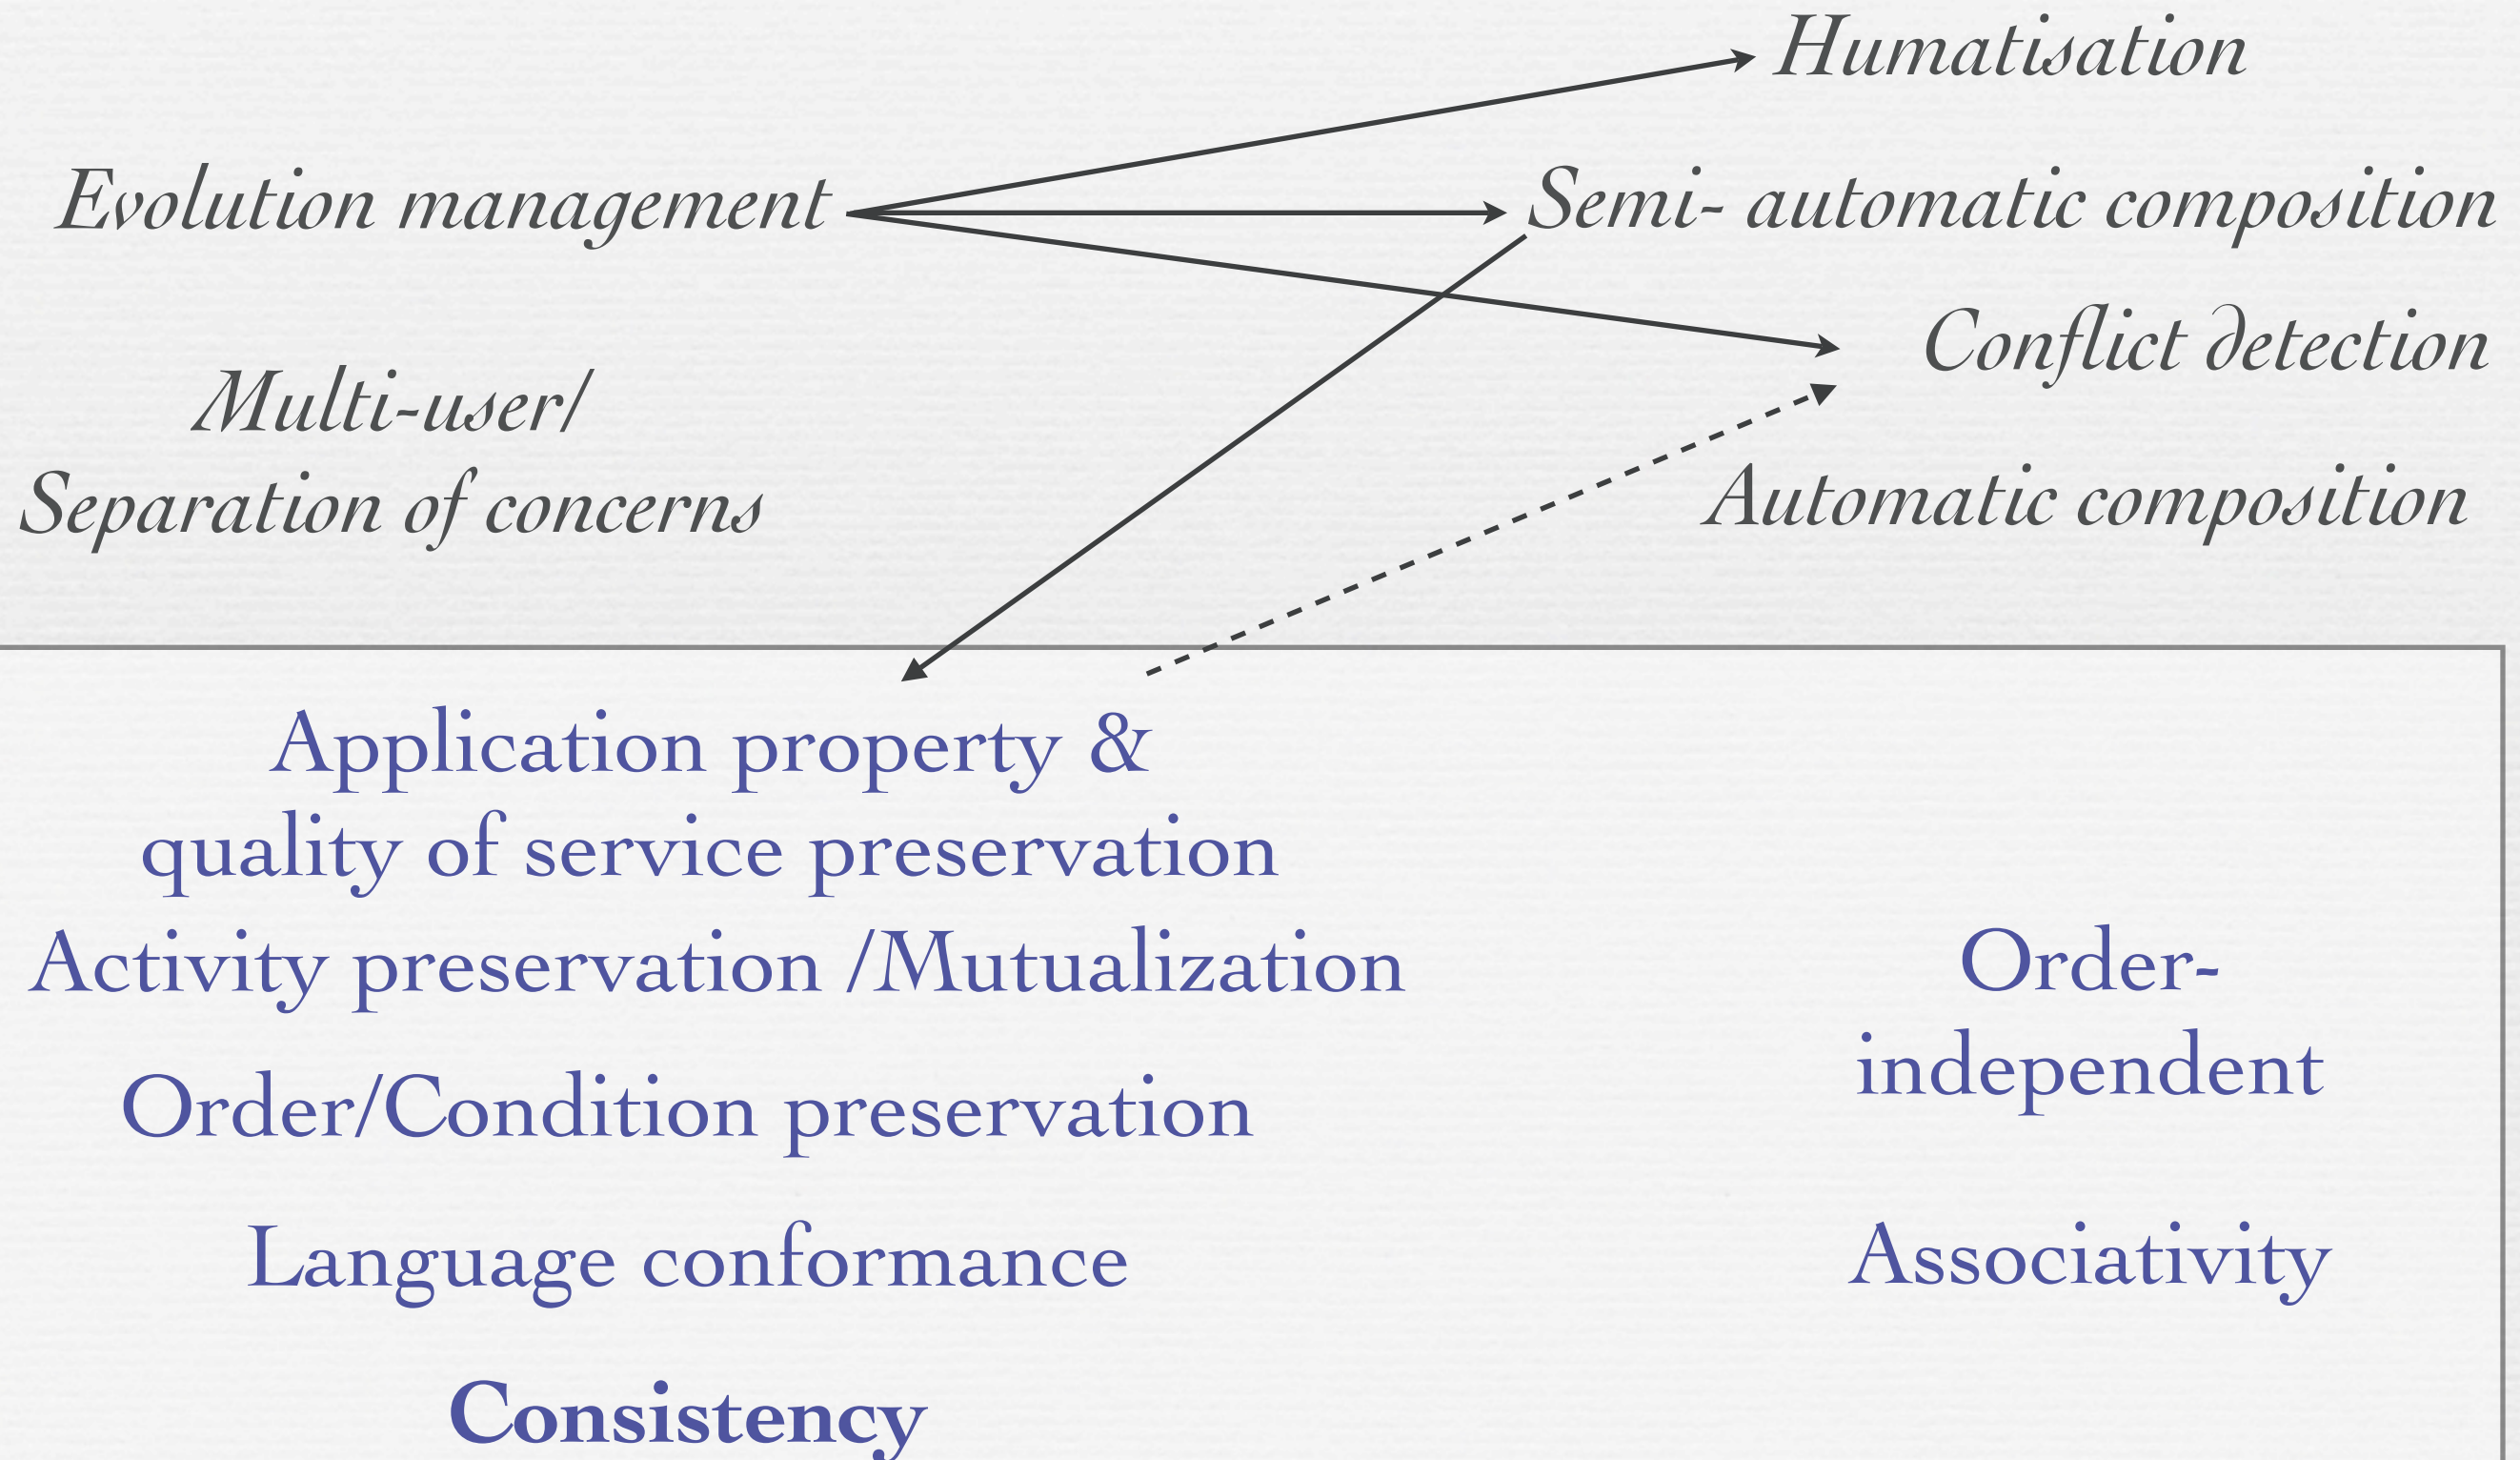 Humatisation
Evolution management
Semi- automatic composition
Conflict detection
Multi-user/
Separation of concerns
Automatic composition
Application property &
quality of service preservation
Activity preservation /Mutualization
Order/Condition preservation
Language conformance
Consistency
Order-
independent
Associativity